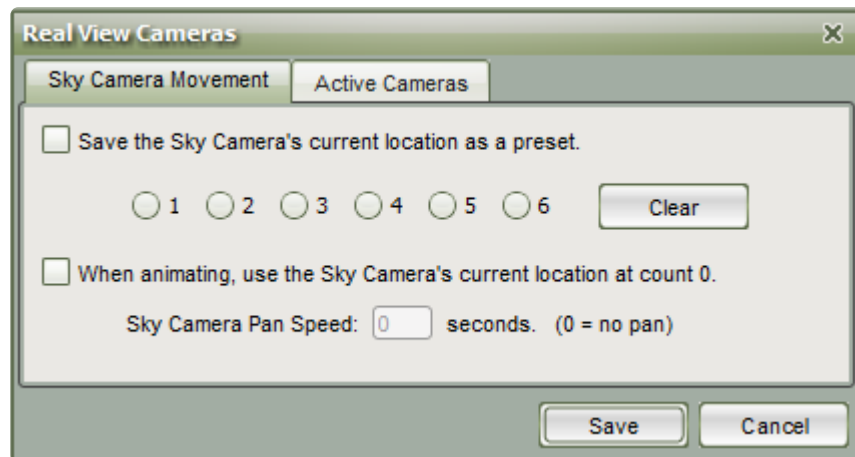 Real View Cameras
Sky Camera Movement Active Cameras
Save the Sky Camera's current location as a preset.
1 2 3 4 5 6 Clear
When animating, use the Sky Camera's current location at count 0.
Sky Camera Pan Speed: 0 seconds. (0 = no pan)
Save Cancel